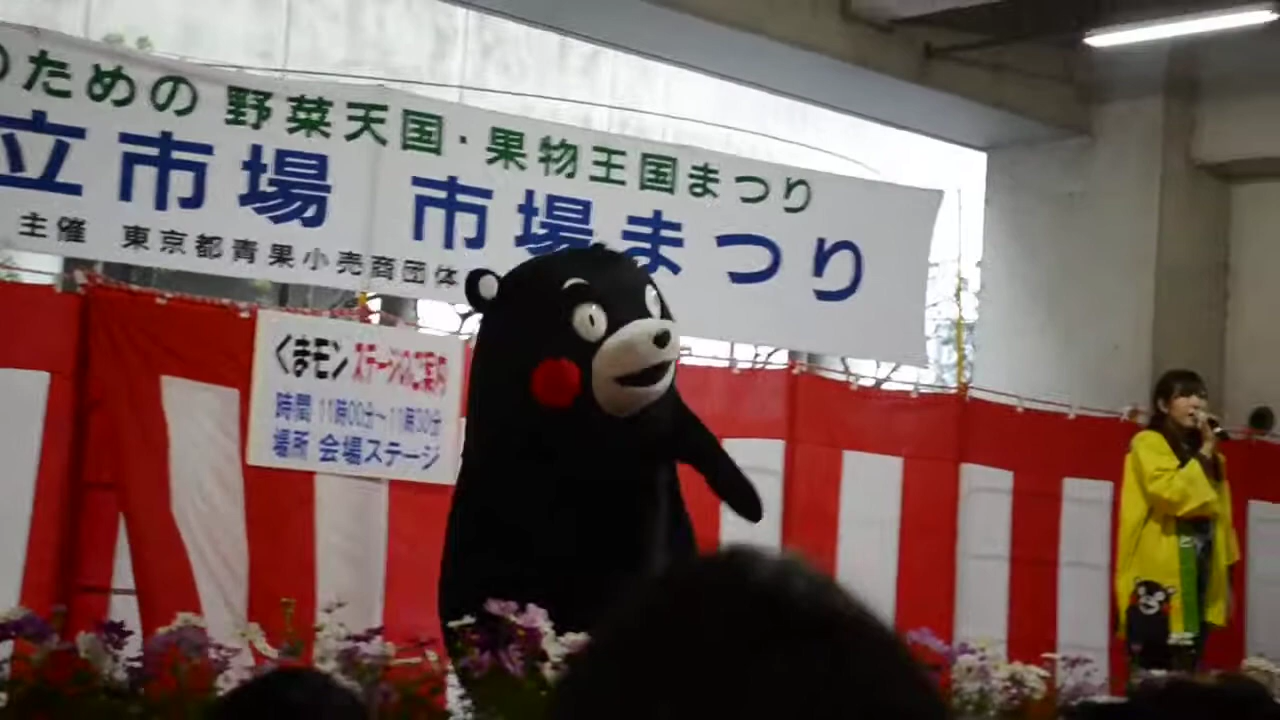 のための 野菜天国・果物王国まつり
立市場 市場まつり
主催 東京都青果小売商団体
くまモン ステージのご案内
時間 11時00分~11時30分
場所 会場ステージ